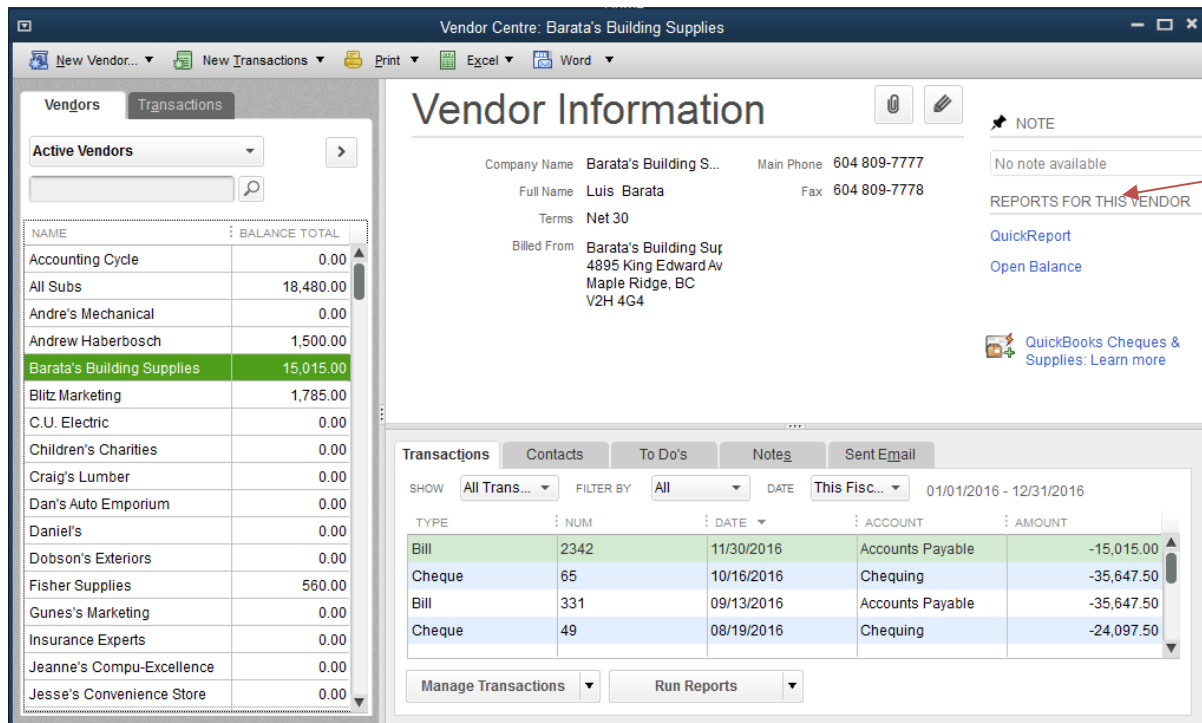 Vendor Centre: Barata's Building Supplies
New Vendor... New Transactions Print Excel Word
Vendors Transactions
Active Vendors
NAME BALANCE TOTAL
Accounting Cycle 0.00
All Subs 18,480.00
Andre's Mechanical 0.00
Andrew Haberbosch 1,500.00
Barata's Building Supplies 15,015.00
Blitz Marketing 1,785.00
C.U. Electric 0.00
Children's Charities 0.00
Craig's Lumber 0.00
Dan's Auto Emporium 0.00
Daniel's 0.00
Dobson's Exteriors 0.00
Fisher Supplies 560.00
Gunes's Marketing 0.00
Insurance Experts 0.00
Jeanne's Compu-Excellence 0.00
Jesse's Convenience Store 0.00
Vendor Information
Company Name Barata's Building S... Main Phone 604 809-7777
Full Name Luis Barata Fax 604 809-7778
Terms Net 30
Billed From Barata's Building Sup
4895 King Edward Av
Maple Ridge, BC
V2H 4G4
NOTE
No note available
REPORTS FOR THIS VENDOR
QuickReport
Open Balance
QuickBooks Cheques &
Supplies: Learn more
Transactions Contacts To Do's Notes Sent Email
SHOW All Trans... FILTER BY All DATE This Fisc... 01/01/2016 - 12/31/2016
TYPE NUM DATE ACCOUNT AMOUNT
Bill 2342 11/30/2016 Accounts Payable -15,015.00
Cheque 65 10/16/2016 Chequing -35,647.50
Bill 331 09/13/2016 Accounts Payable -35,647.50
Cheque 49 08/19/2016 Chequing -24,097.50
Manage Transactions Run Reports